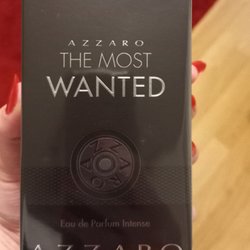 AZZARO
THE MOST
WANTED
Eau de Parfum Intense
AZZARO